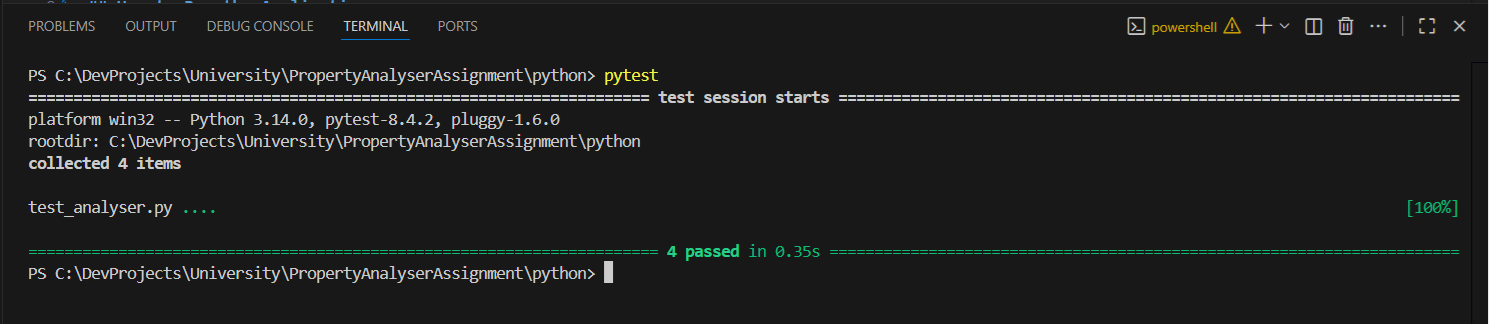 PROBLEMS OUTPUT DEBUG CONSOLE TERMINAL PORTS powershell
PS C:\DevProjects\University\PropertyAnalyserAssignment\python> pytest
===================================================================== test session starts =====================================================================
platform win32 -- Python 3.14.0, pytest-8.4.2, pluggy-1.6.0
rootdir: C:\DevProjects\University\PropertyAnalyserAssignment\python
collected 4 items
test_analyser.py .... [100%]
====================================================================== 4 passed in 0.35s ======================================================================
PS C:\DevProjects\University\PropertyAnalyserAssignment\python>